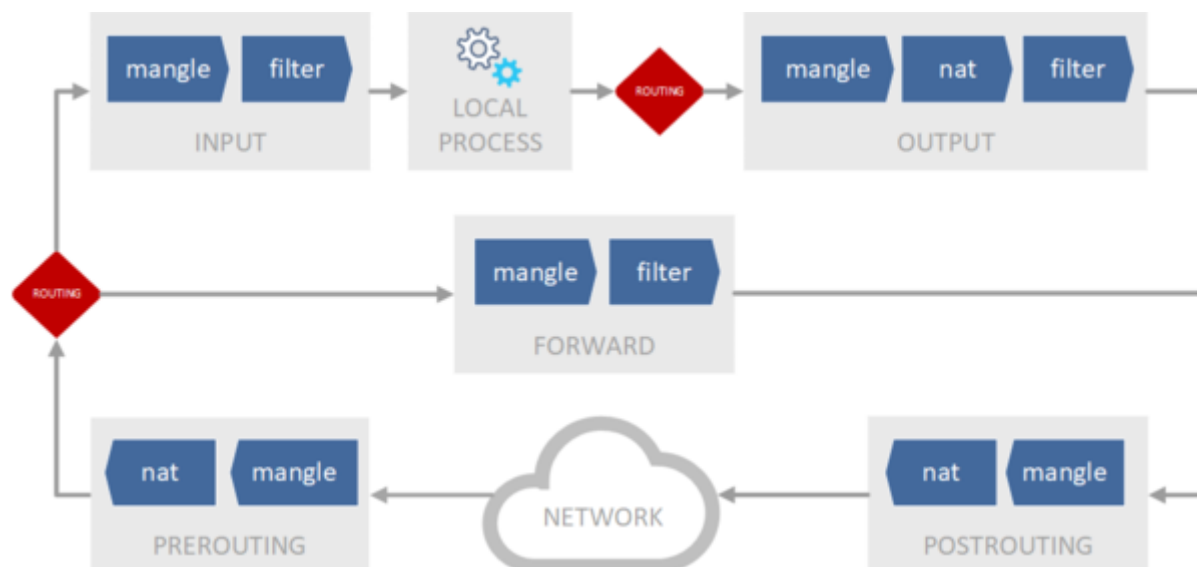 mangle filter
INPUT
LOCAL
PROCESS
ROUTING
mangle nat filter
OUTPUT
ROUTING
mangle filter
FORWARD
nat mangle
PREROUTING
NETWORK
nat mangle
POSTROUTING